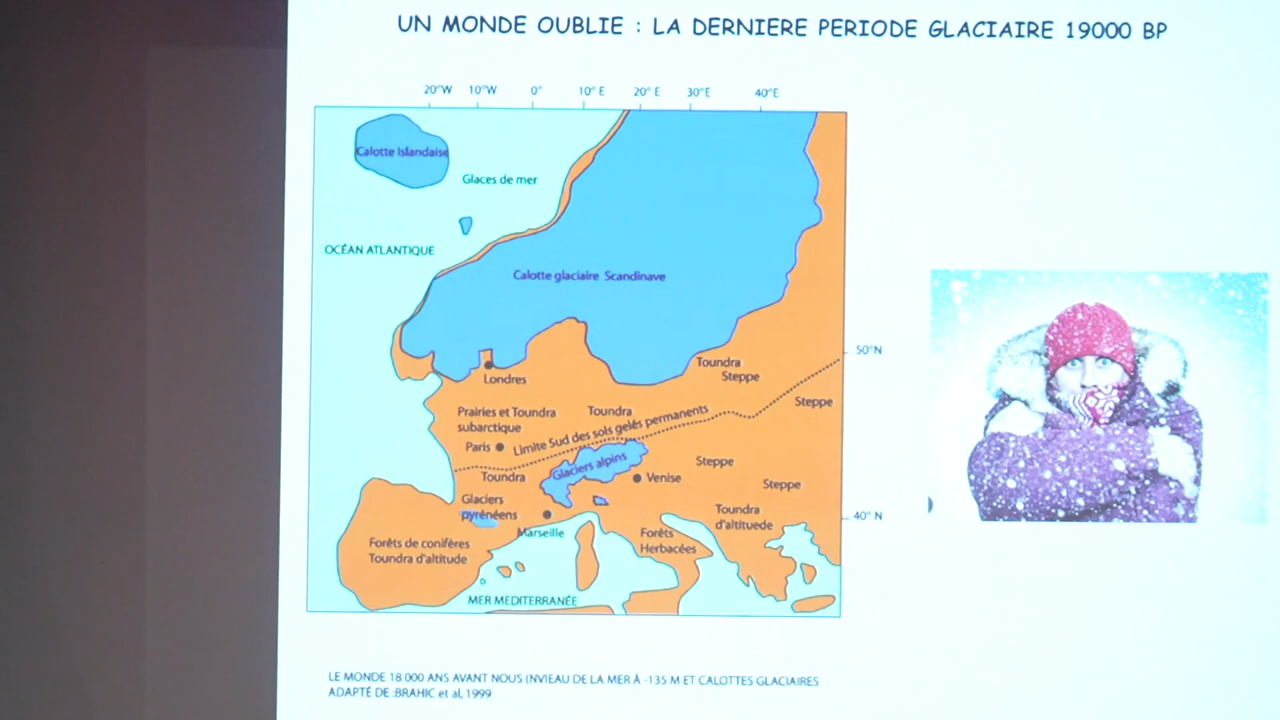 UN MONDE OUBLIE : LA DERNIERE PERIODE GLACIAIRE 19000 BP
20°W 10°W 0° 10° E 20° E 30°E 40°E
Calotte Islandaise
Glaces de mer
OCÉAN ATLANTIQUE
Calotte glaciaire Scandinave
50°N
Toundra
Steppe
Londres
Steppe
Prairies et Toundra
subarctique
Toundra
Limite Sud des sols gelés permanents
Paris
Glaciers alpins
Steppe
Toundra
Venise
Steppe
Glaciers
pyrénéens
Toundra
d'altituede
40° N
Marseille
Forêts
Herbacées
Forêts de conifères
Toundra d'altitude
MER MEDITERRANÉE
LE MONDE 18 000 ANS AVANT NOUS (NVIEAU DE LA MER À -135 M ET CALOTTES GLACIAIRES
ADAPTÉ DE :BRAHIC et al, 1999